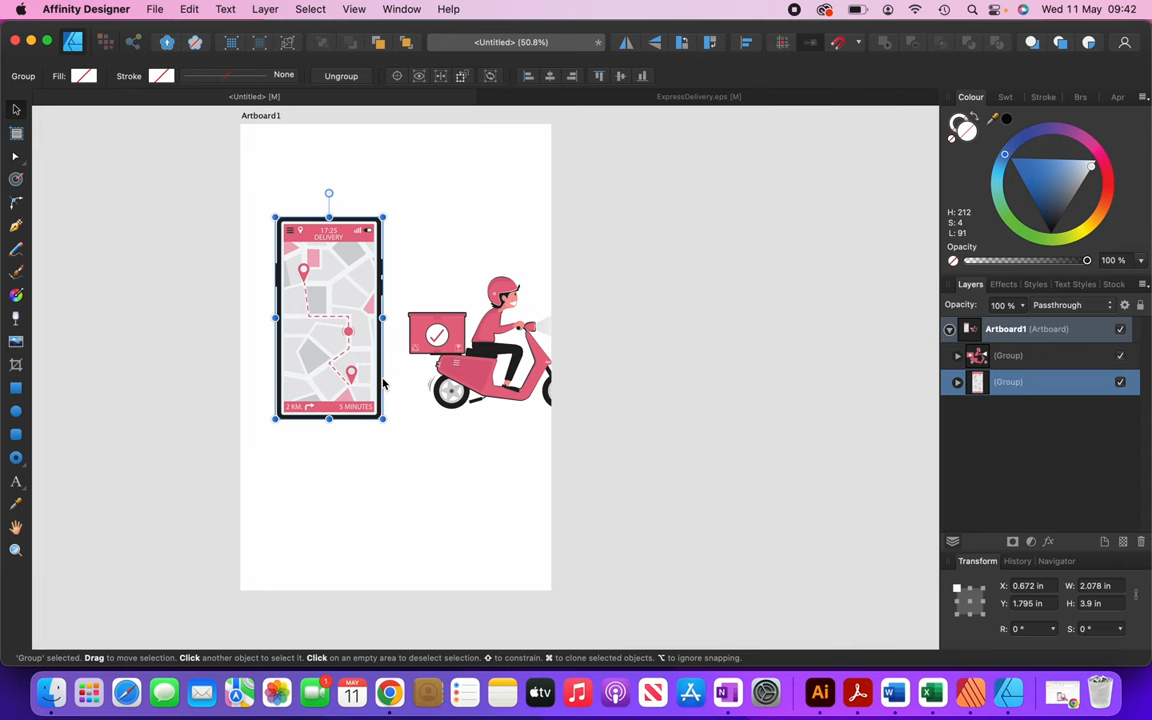 Affinity Designer File Edit Text Layer Select View Window Help Wed 11 May 09:42
<Untitled> (50.8%) *
Group Fill: Stroke None Ungroup
<Untitled> [M] ExpressDelivery.eps [M]
Colour Swt Stroke Brs Apr
Artboard1
H: 212
S: 4
L: 91
Opacity
100 %
17:25
DELIVERY
2 KM. 5 MINUTES
Layers Effects Styles Text Styles Stock
Opacity: 100 % Passthrough
Artboard1 (Artboard)
(Group)
(Group)
Transform History Navigator
X: 0.672 in W: 2.078 in
Y: 1.795 in H: 3.9 in
R: 0 ° S: 0 °
'Group' selected. Drag to move selection. Click another object to select it. Click on an empty area to deselect selection. ⇧ to constrain. ⌘ to clone selected objects. ⌥ to ignore snapping.
MAY
11
1
tv
Ai